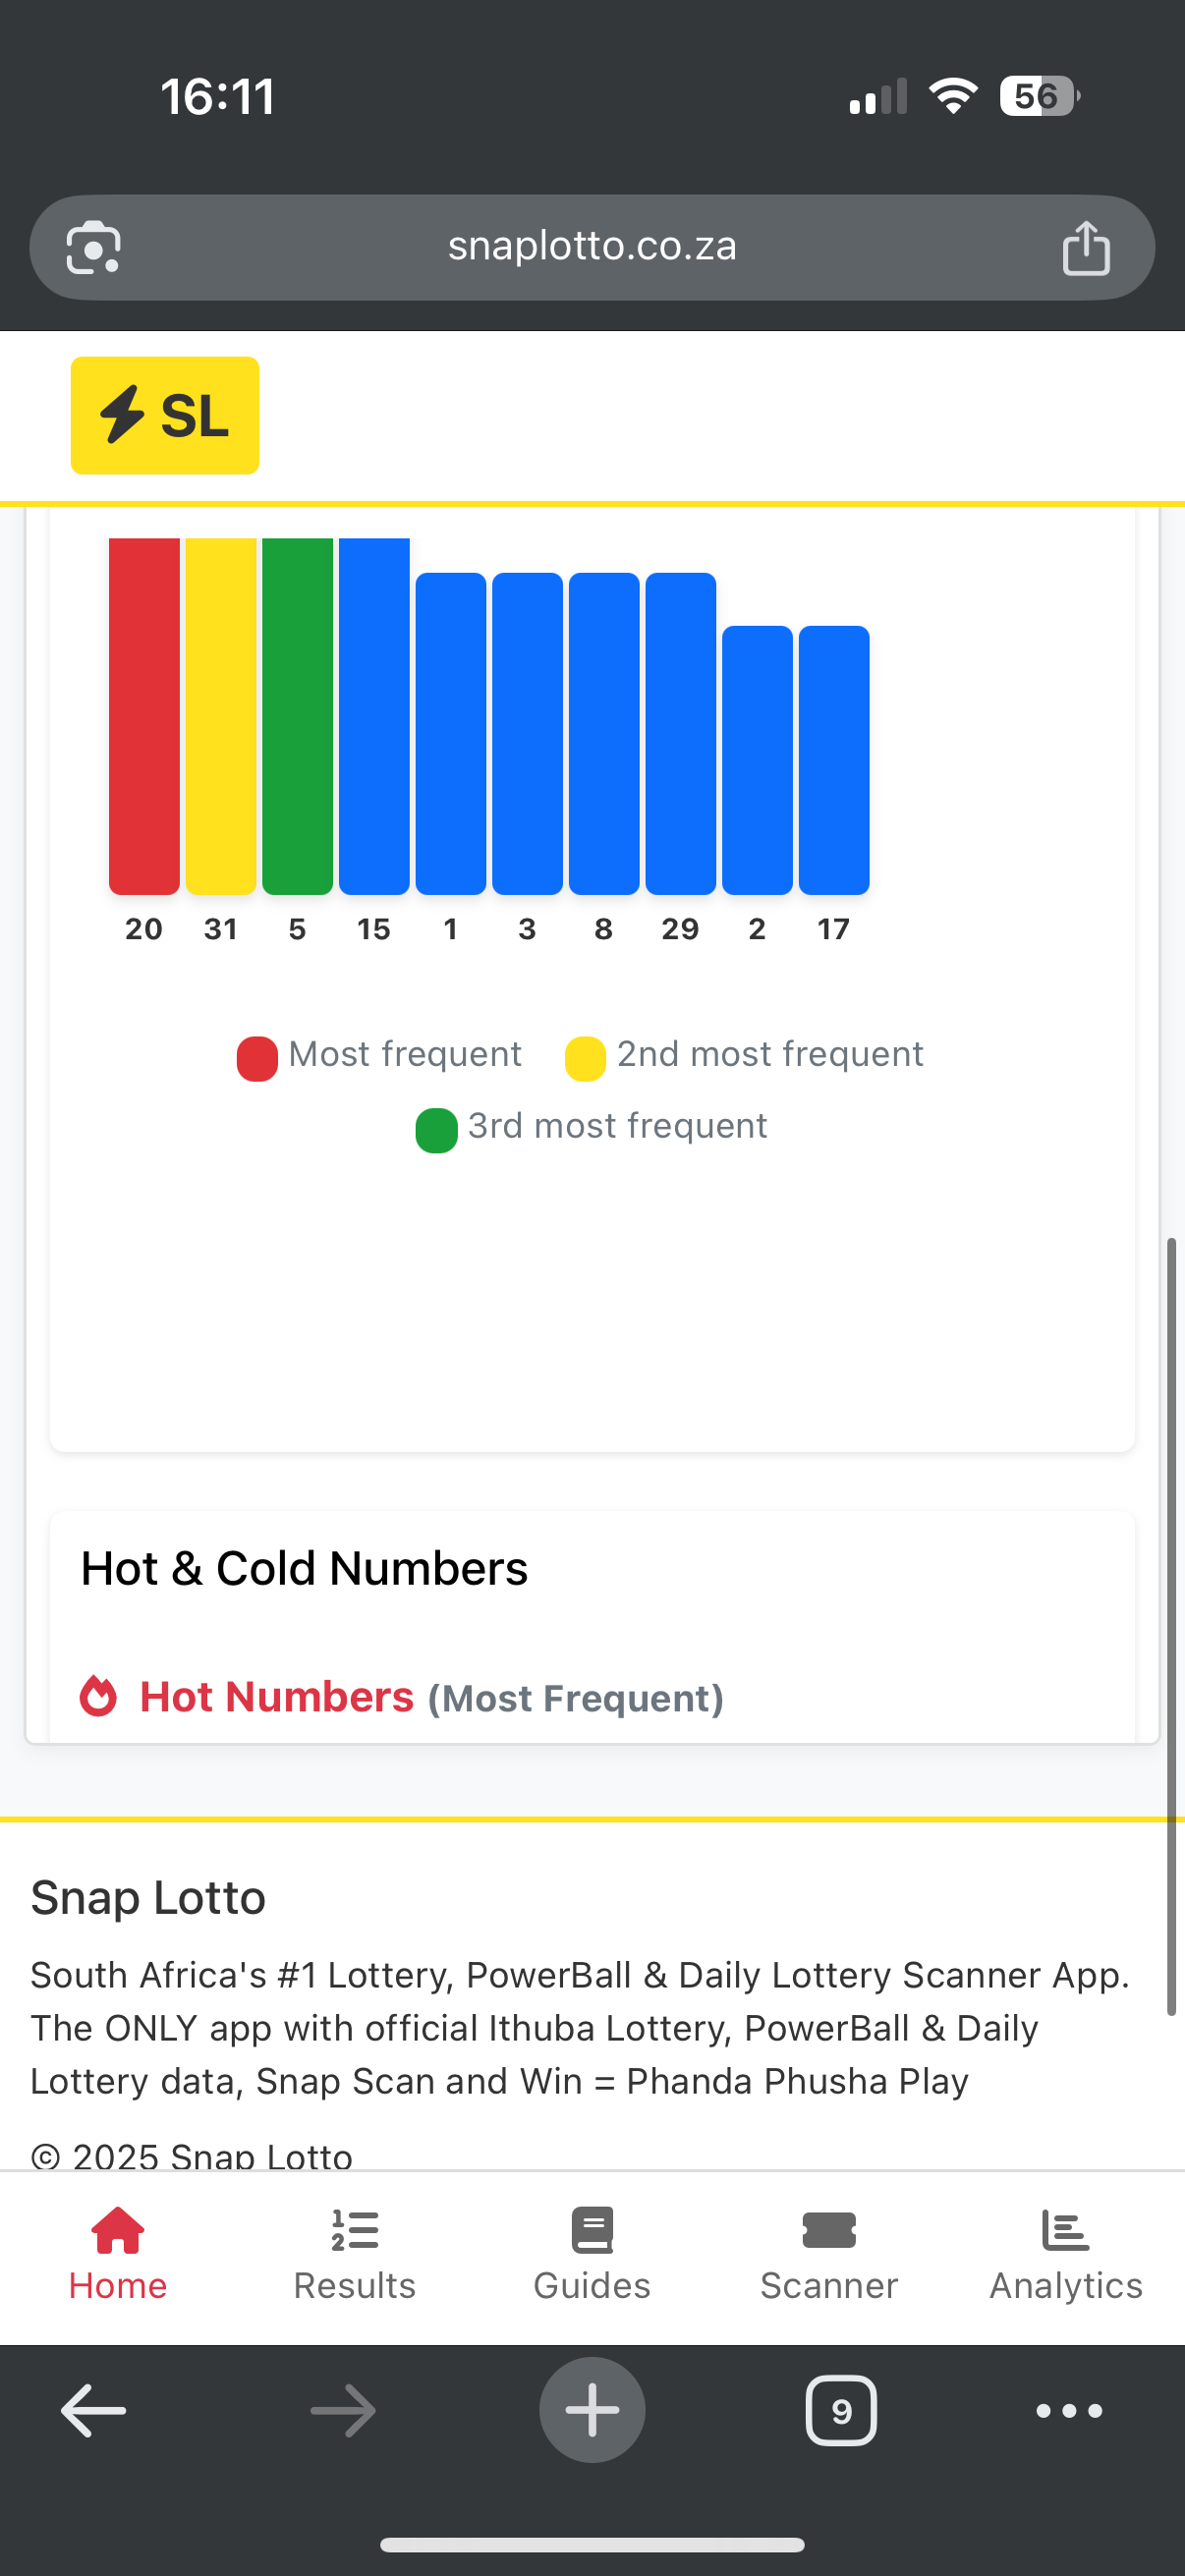 16:11
56
snaplotto.co.za
SL
20 31 5 15 1 3 8 29 2 17
Most frequent 2nd most frequent
3rd most frequent
Hot & Cold Numbers
Hot Numbers (Most Frequent)
Snap Lotto
South Africa's #1 Lottery, PowerBall & Daily Lottery Scanner App.
The ONLY app with official Ithuba Lottery, PowerBall & Daily
Lottery data, Snap Scan and Win = Phanda Phusha Play
© 2025 Snap Lotto
Home Results Guides Scanner Analytics
9